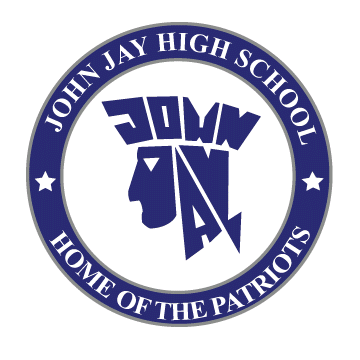 JOHN JAY HIGH SCHOOL
JOHN
JAY
HOME OF THE PATRIOTS